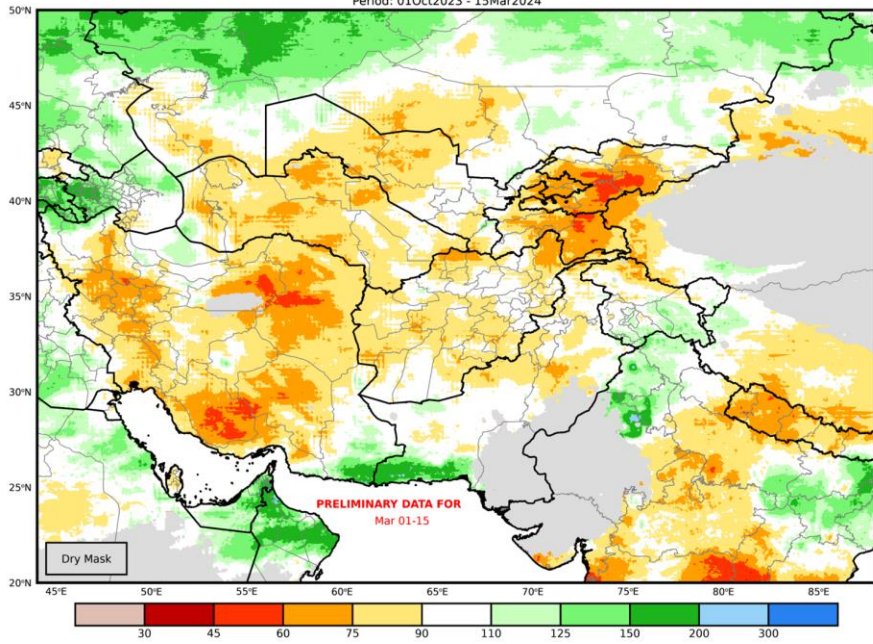 Period: 01Oct2023 - 15Mar2024
50°N
45°N
40°N
35°N
30°N
25°N
20°N
PRELIMINARY DATA FOR
Mar 01-15
Dry Mask
45°E 50°E 55°E 60°E 65°E 70°E 75°E 80°E 85°E
30 45 60 75 90 110 125 150 200 300